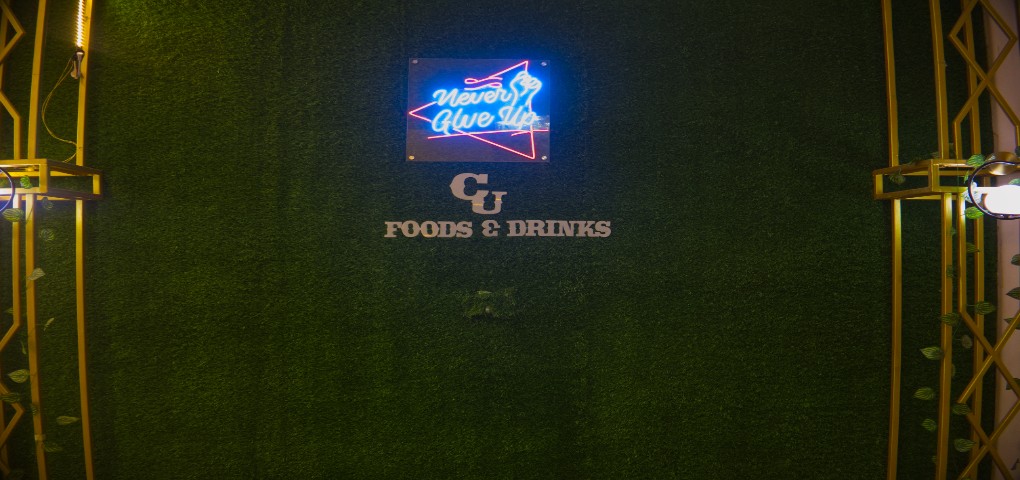 Never
Give Up
CU
FOODS & DRINKS